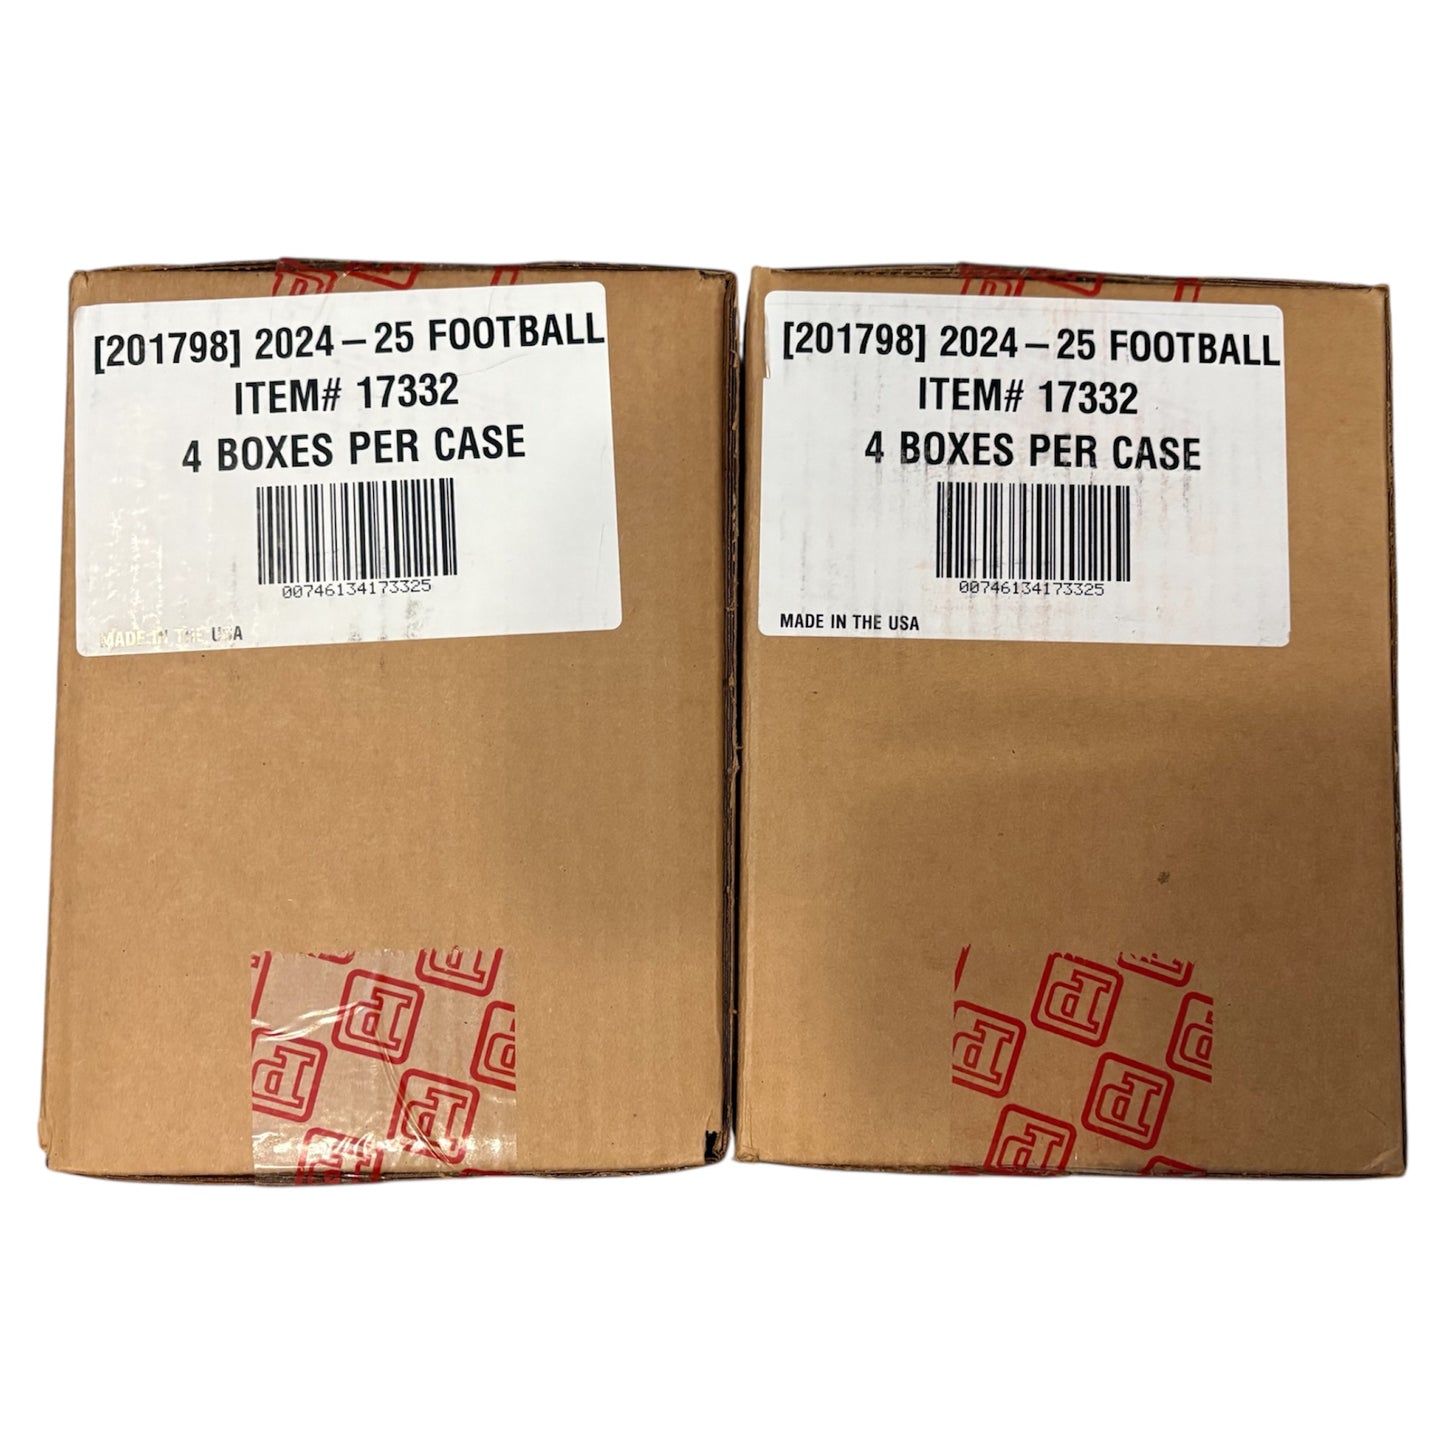 [201798] 2024-25 FOOTBALL
ITEM# 17332
4 BOXES PER CASE
00746134173325
MADE IN THE USA
[201798] 2024-25 FOOTBALL
ITEM# 17332
4 BOXES PER CASE
00746134173325
MADE IN THE USA
P
P
P
P
P
P
P
P